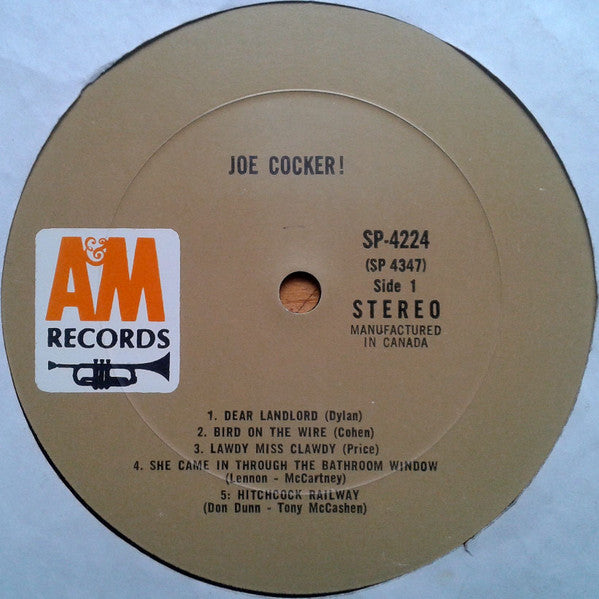 JOE COCKER!
A&M
RECORDS
SP-4224
(SP 4347)
Side 1
STEREO
MANUFACTURED
IN CANADA
1. DEAR LANDLORD (Dylan)
2. BIRD ON THE WIRE (Cohen)
3. LAWDY MISS CLAWDY (Price)
4. SHE CAME IN THROUGH THE BATHROOM WINDOW
(Lennon - McCartney)
5: HITCHCOCK RAILWAY
(Don Dunn - Tony McCashen)